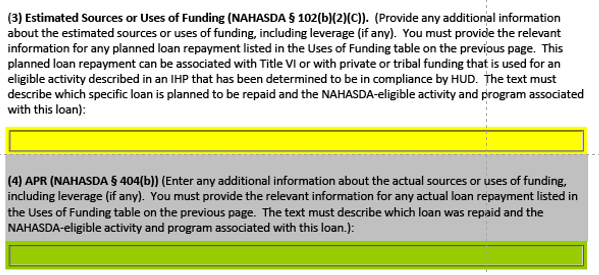 (3) Estimated Sources or Uses of Funding (NAHASDA § 102(b)(2)(C)). (Provide any additional information
about the estimated sources or uses of funding, including leverage (if any). You must provide the relevant
information for any planned loan repayment listed in the Uses of Funding table on the previous page. This
planned loan repayment can be associated with Title VI or with private or tribal funding that is used for an
eligible activity described in an IHP that has been determined to be in compliance by HUD. The text must
describe which specific loan is planned to be repaid and the NAHASDA-eligible activity and program associated
with this loan):
(4) APR (NAHASDA § 404(b)) (Enter any additional information about the actual sources or uses of funding,
including leverage (if any). You must provide the relevant information for any actual loan repayment listed in
the Uses of Funding table on the previous page. The text must describe which loan was repaid and the
NAHASDA-eligible activity and program associated with this loan.):